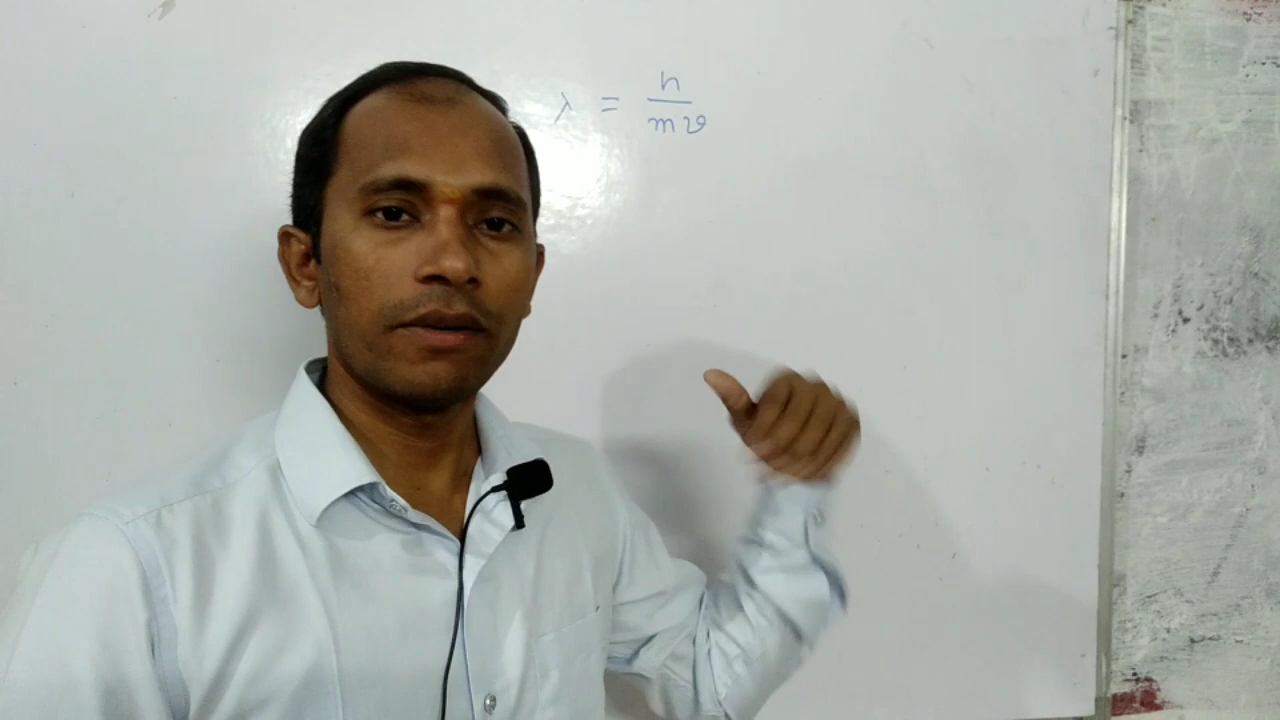 λ = h/mv